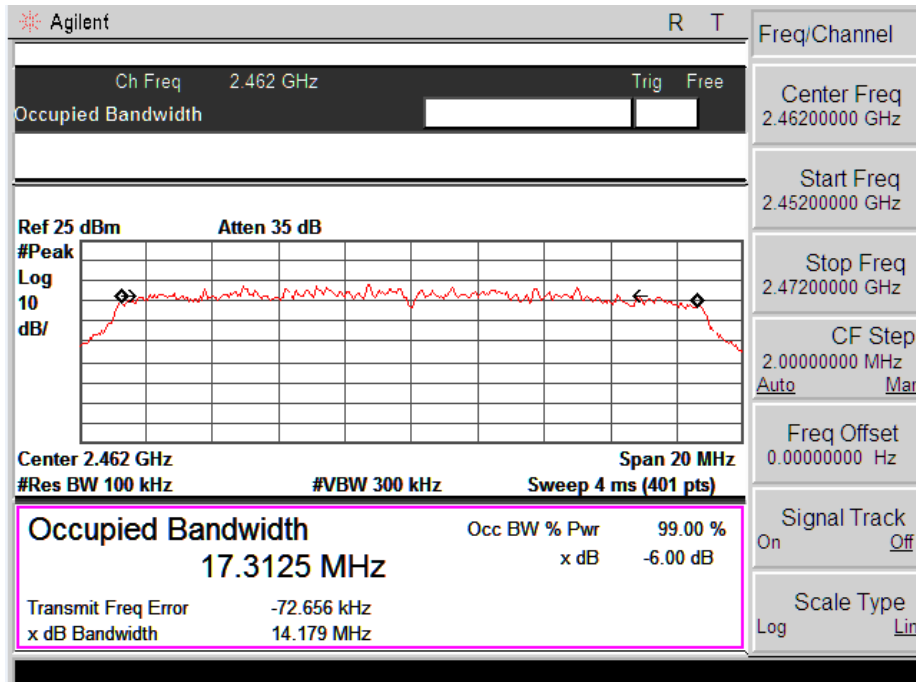 Agilent R T
Ch Freq 2.462 GHz Trig Free
Occupied Bandwidth
Ref 25 dBm Atten 35 dB
#Peak
Log
10
dB/
Center 2.462 GHz Span 20 MHz
#Res BW 100 kHz #VBW 300 kHz Sweep 4 ms (401 pts)
Occupied Bandwidth Occ BW % Pwr 99.00 %
17.3125 MHz x dB -6.00 dB
Transmit Freq Error -72.656 kHz
x dB Bandwidth 14.179 MHz
Freq/Channel
Center Freq
2.46200000 GHz
Start Freq
2.45200000 GHz
Stop Freq
2.47200000 GHz
CF Step
2.00000000 MHz
Auto Mar
Freq Offset
0.00000000 Hz
Signal Track
On Off
Scale Type
Log Lin